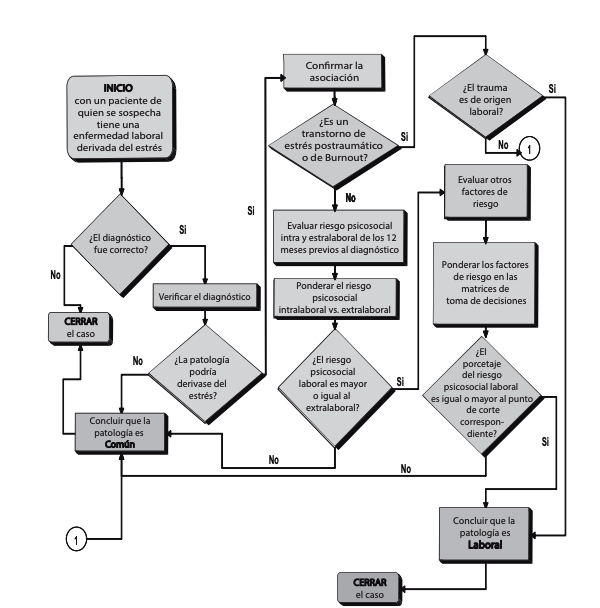 INICIO
con un paciente de
quien se sospecha
tiene una
enfermedad laboral
derivada del estrés
¿El diagnóstico
fue correcto?
No
Si
CERRAR
el caso
Verificar el diagnóstico
¿La patología
podría
derivase del
estrés?
No
Si
Concluir que la
patología es
Común
1
Confirmar la
asociación
¿Es un
transtorno de
estrés postraumático
o de Burnout?
Si
No
Evaluar riesgo psicosocial
intra y estralaboral de los 12
meses previos al diagnóstico
Ponderar el riesgo
psicosocial
intralaboral vs. extralaboral
¿El riesgo
psicosocial
laboral es mayor
o igual al
extralaboral?
Si
No
¿El trauma
es de origen
laboral?
Si
No
1
Evaluar otros
factores de
riesgo
Ponderar los factores
de riesgo en las
matrices de
toma de decisiones
¿El
porcetaje
del riesgo
psicosocial laboral
es igual o mayor al punto
de corte
correspon-
diente?
Si
No
Concluir que la
patología es
Laboral
CERRAR
el caso